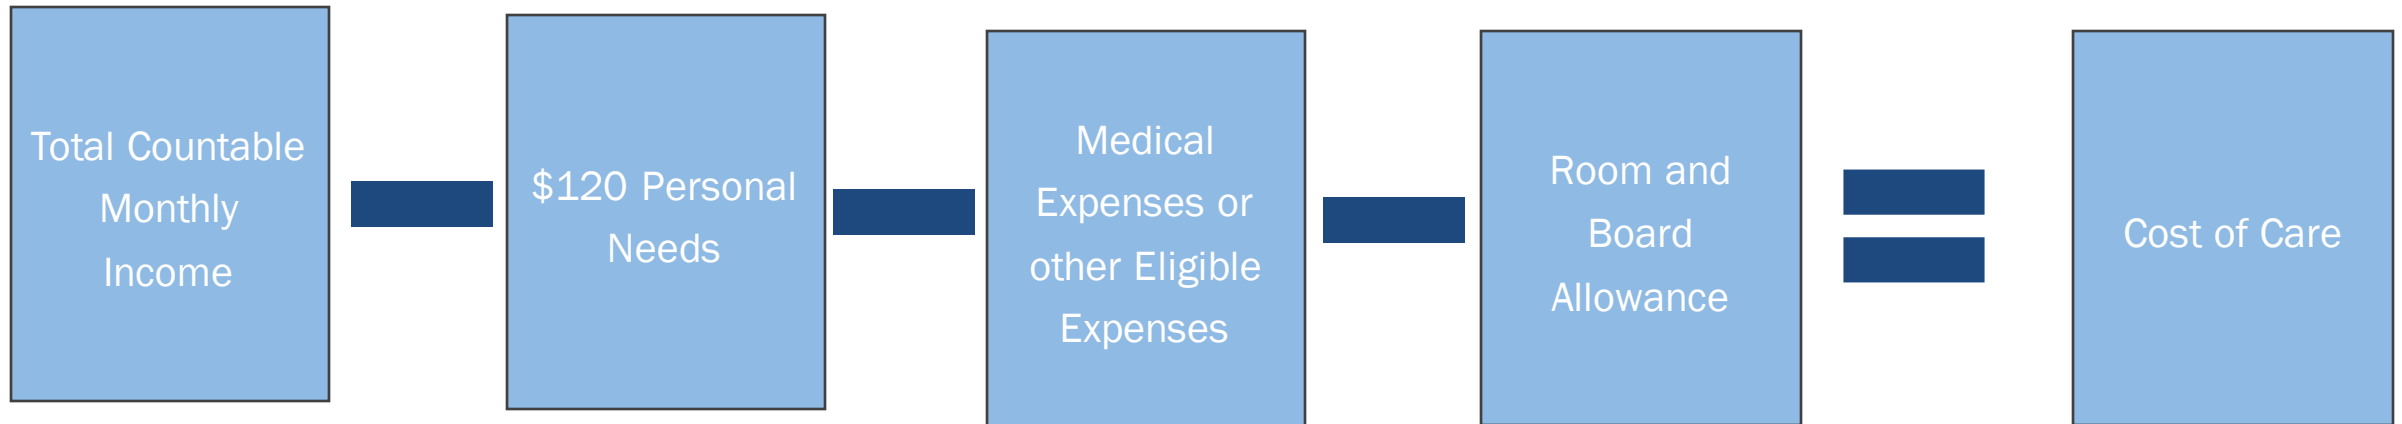 Total Countable
Monthly
Income
$120 Personal
Needs
Medical
Expenses or
other Eligible
Expenses
Room and
Board
Allowance
Cost of Care